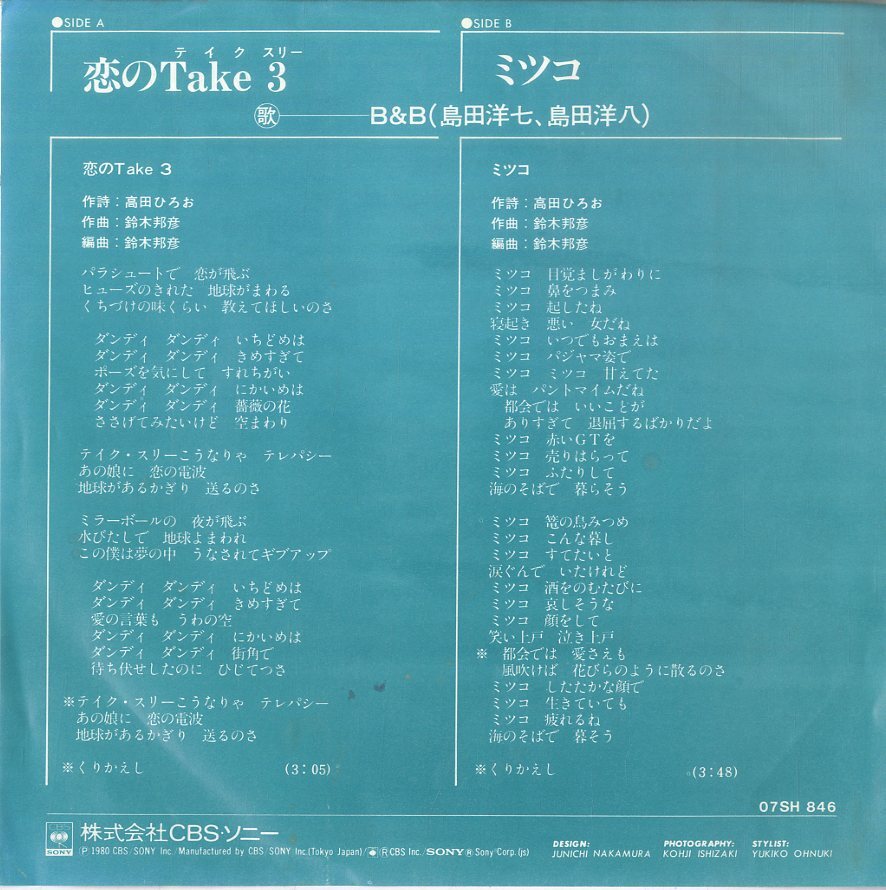 ●SIDE A
テイク スリー
恋のTake 3
●SIDE B
ミツコ
歌 B&B(島田洋七、島田洋八)
恋のTake 3
作詩:高田ひろお
作曲:鈴木邦彦
編曲:鈴木邦彦
パラシュートで 恋が飛ぶ
ヒューズのきれた 地球がまわる
くちづけの味くらい 教えてほしいのさ
ダンディ ダンディ いちどめは
ダンディ ダンディ きめすぎて
ポーズを気にして すれちがい
ダンディ ダンディ にかいめは
ダンディ ダンディ 薔薇の花
ささげてみたいけど 空まわり
テイク・スリーこうなりゃ テレパシー
あの娘に 恋の電波
地球があるかぎり 送るのさ
ミラーボールの 夜が飛ぶ
水びたしで 地球よまわれ
この僕は夢の中 うなされてギブアップ
ダンディ ダンディ いちどめは
ダンディ ダンディ きめすぎて
愛の言葉も うわの空
ダンディ ダンディ にかいめは
ダンディ ダンディ 街角で
待ち伏せしたのに ひじてつさ
※テイク・スリーこうなりゃ テレパシー
あの娘に 恋の電波
地球があるかぎり 送るのさ
※くりかえし (3:05)
ミツコ
作詩:高田ひろお
作曲:鈴木邦彦
編曲:鈴木邦彦
ミツコ 目覚ましがわりに
ミツコ 鼻をつまみ
ミツコ 起したね
寝起き 悪い 女だね
ミツコ いつでもおまえは
ミツコ パジャマ姿で
ミツコ ミツコ 甘えてた
愛は パントマイムだね
都会では いいことが
ありすぎて 退屈するばかりだよ
ミツコ 赤いGTを
ミツコ 売りはらって
ミツコ ふたりして
海のそばで 暮らそう
ミツコ 篭の鳥みつめ
ミツコ こんな暮し
ミツコ すてたいと
涙ぐんで いたけれど
ミツコ 酒をのむたびに
ミツコ 哀しそうな
ミツコ 顔をして
笑い上戸 泣き上戸
※ 都会では 愛さえも
風吹けば 花びらのように散るのさ
ミツコ したたかな顔で
ミツコ 生きていても
ミツコ 疲れるね
海のそばで 暮そう
※くりかえし (3:48)
07SH 846
CBS
SONY
株式会社CBS・ソニー
Ⓟ 1980 CBS/SONY Inc./Manufactured by CBS/SONY Inc.(Tokyo Japan)/ ® CBS Inc./SONY® Sony Corp.(js)
DESIGN:
JUNICHI NAKAMURA
PHOTOGRAPHY:
KOHJI ISHIZAKI
STYLIST:
YUKIKO OHNUKI